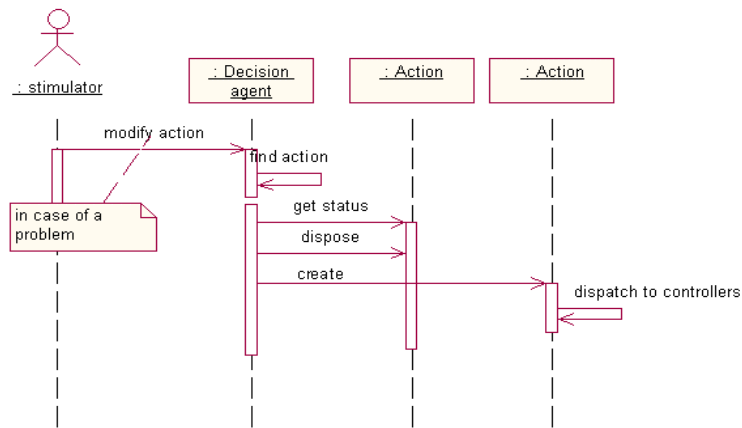 : stimulator
: Decision
agent
: Action
: Action
modify action
find action
in case of a
problem
get status
dispose
create
dispatch to controllers